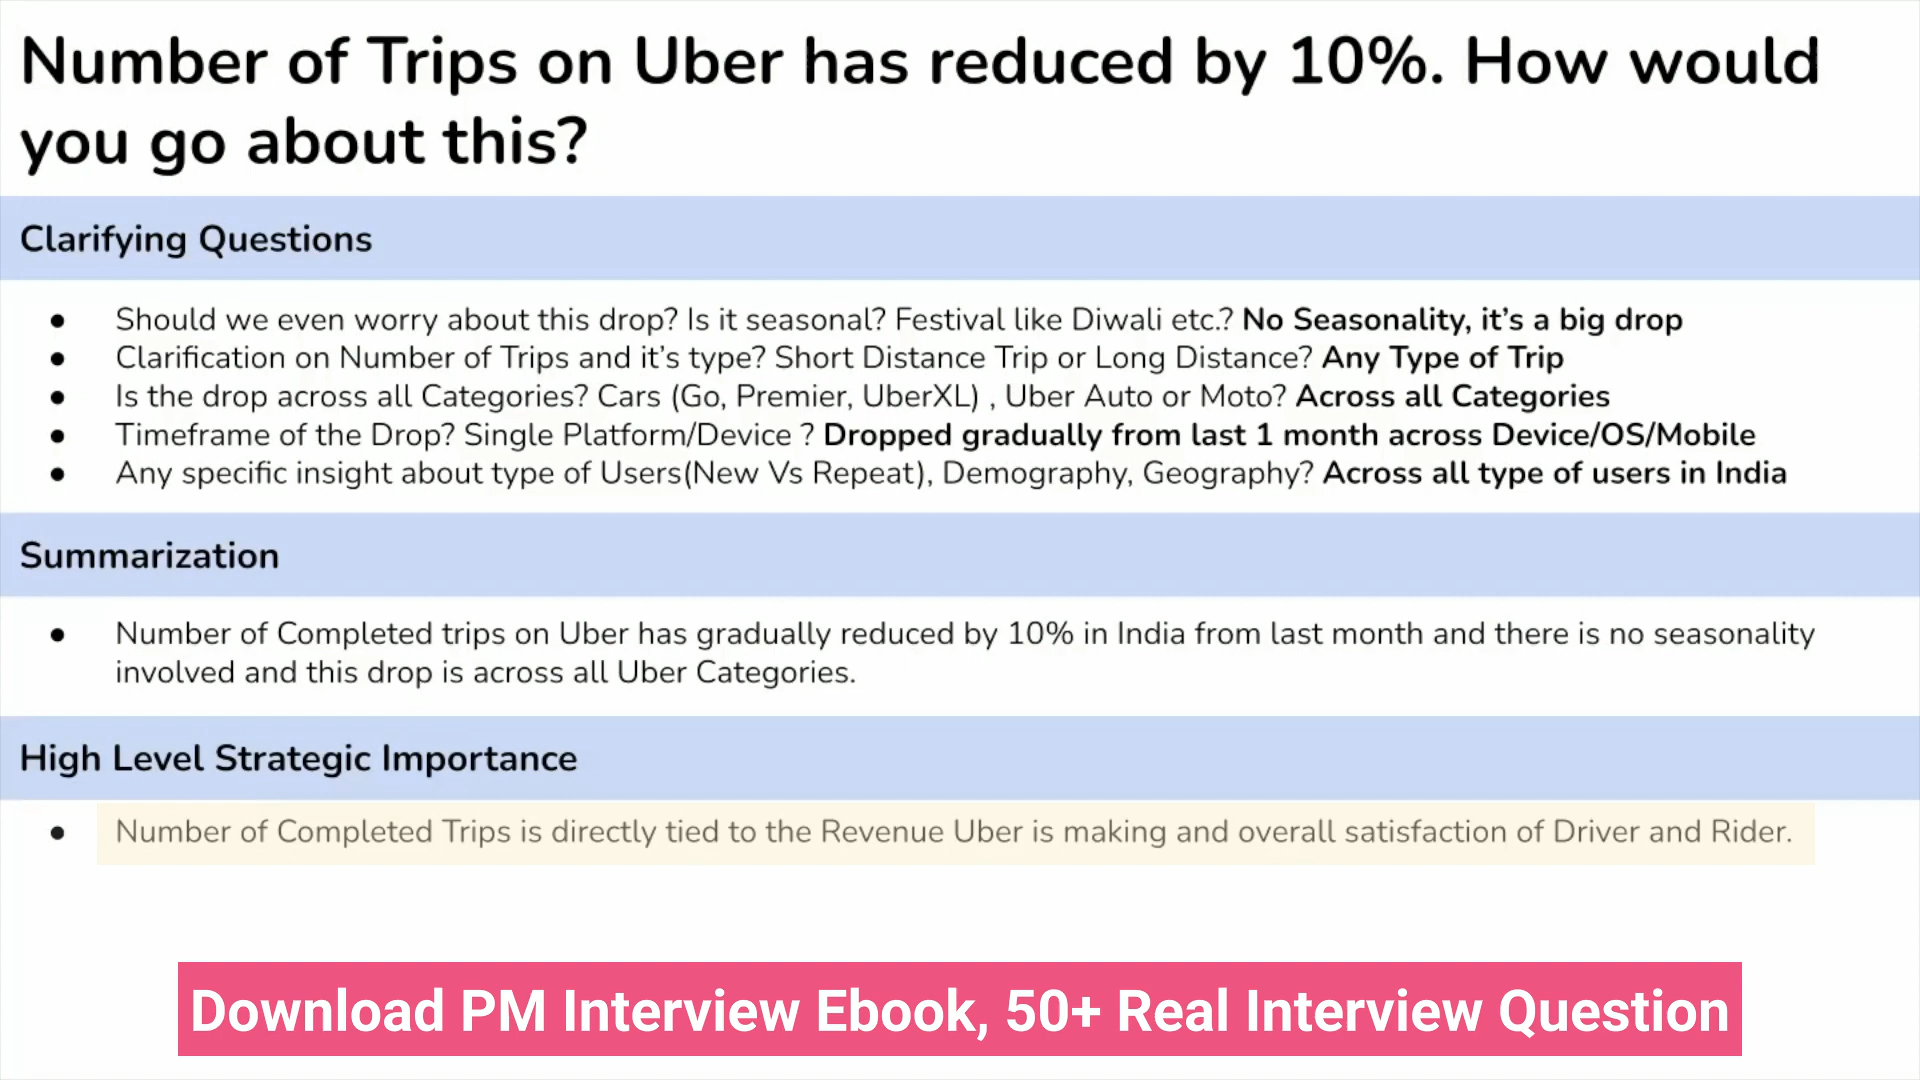 Number of Trips on Uber has reduced by 10%. How would
you go about this?
Clarifying Questions
● Should we even worry about this drop? Is it seasonal? Festival like Diwali etc.? No Seasonality, it's a big drop
● Clarification on Number of Trips and it's type? Short Distance Trip or Long Distance? Any Type of Trip
● Is the drop across all Categories? Cars (Go, Premier, UberXL) , Uber Auto or Moto? Across all Categories
● Timeframe of the Drop? Single Platform/Device ? Dropped gradually from last 1 month across Device/OS/Mobile
● Any specific insight about type of Users(New Vs Repeat), Demography, Geography? Across all type of users in India
Summarization
● Number of Completed trips on Uber has gradually reduced by 10% in India from last month and there is no seasonality
involved and this drop is across all Uber Categories.
High Level Strategic Importance
● Number of Completed Trips is directly tied to the Revenue Uber is making and overall satisfaction of Driver and Rider.
Download PM Interview Ebook, 50+ Real Interview Question